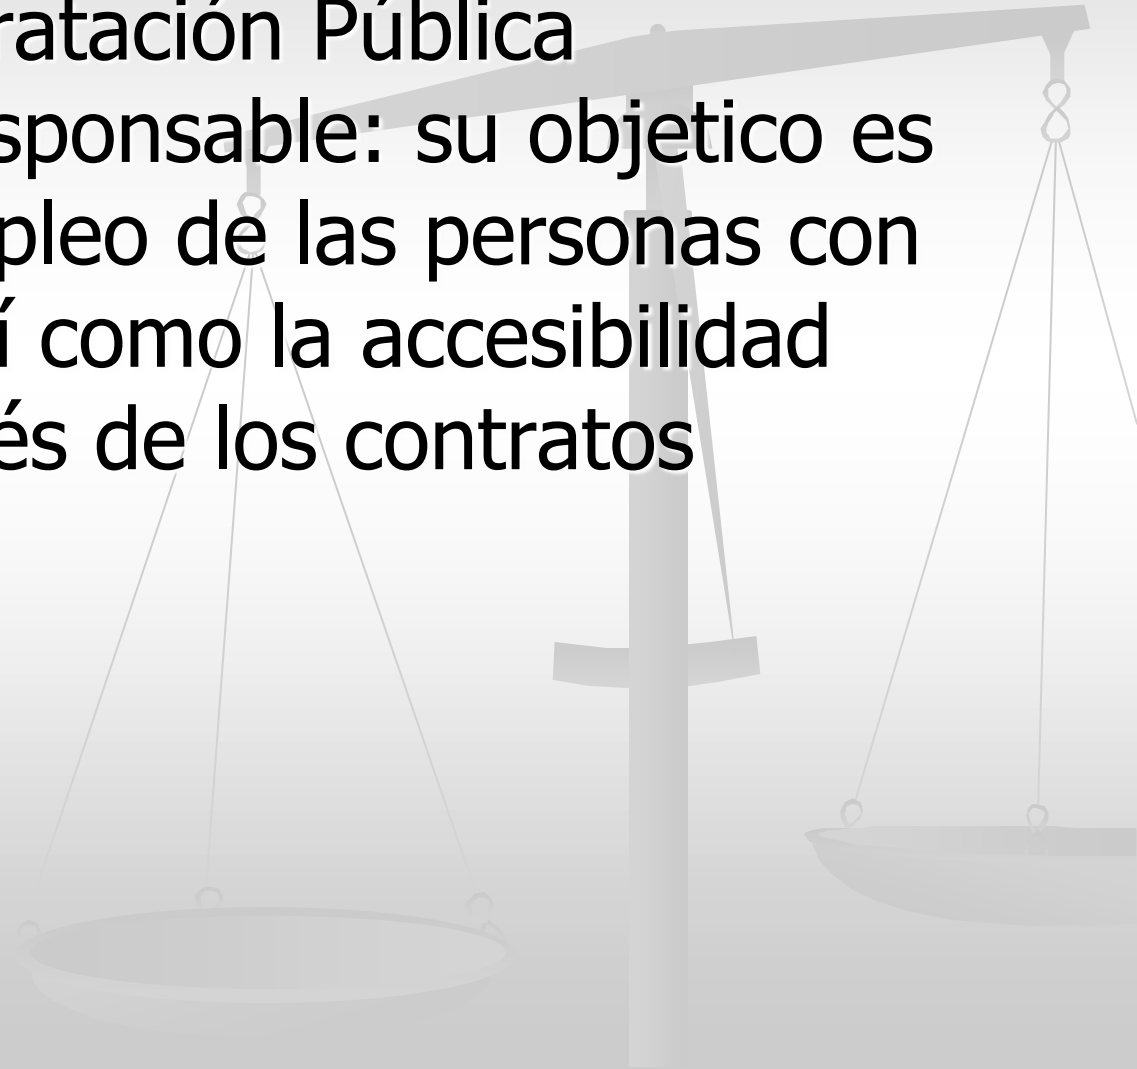 ratación Pública
sponsable: su objetico es
pleo de las personas con
í como la accesibilidad
és de los contratos